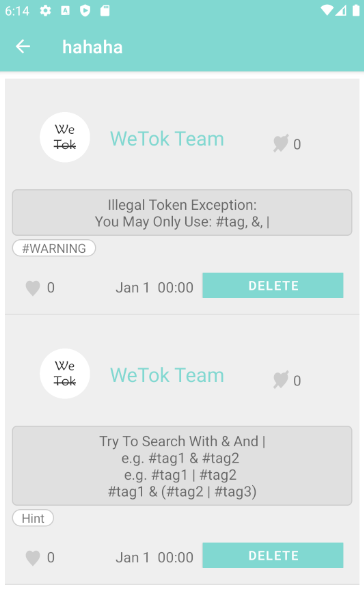 6:14
hahaha
We
Tok
WeTok Team
0
Illegal Token Exception:
You May Only Use: #tag, &, |
#WARNING
0
Jan 1 00:00
DELETE
We
Tok
WeTok Team
0
Try To Search With & And |
e.g. #tag1 & #tag2
e.g. #tag1 | #tag2
#tag1 & (#tag2 | #tag3)
Hint
0
Jan 1 00:00
DELETE